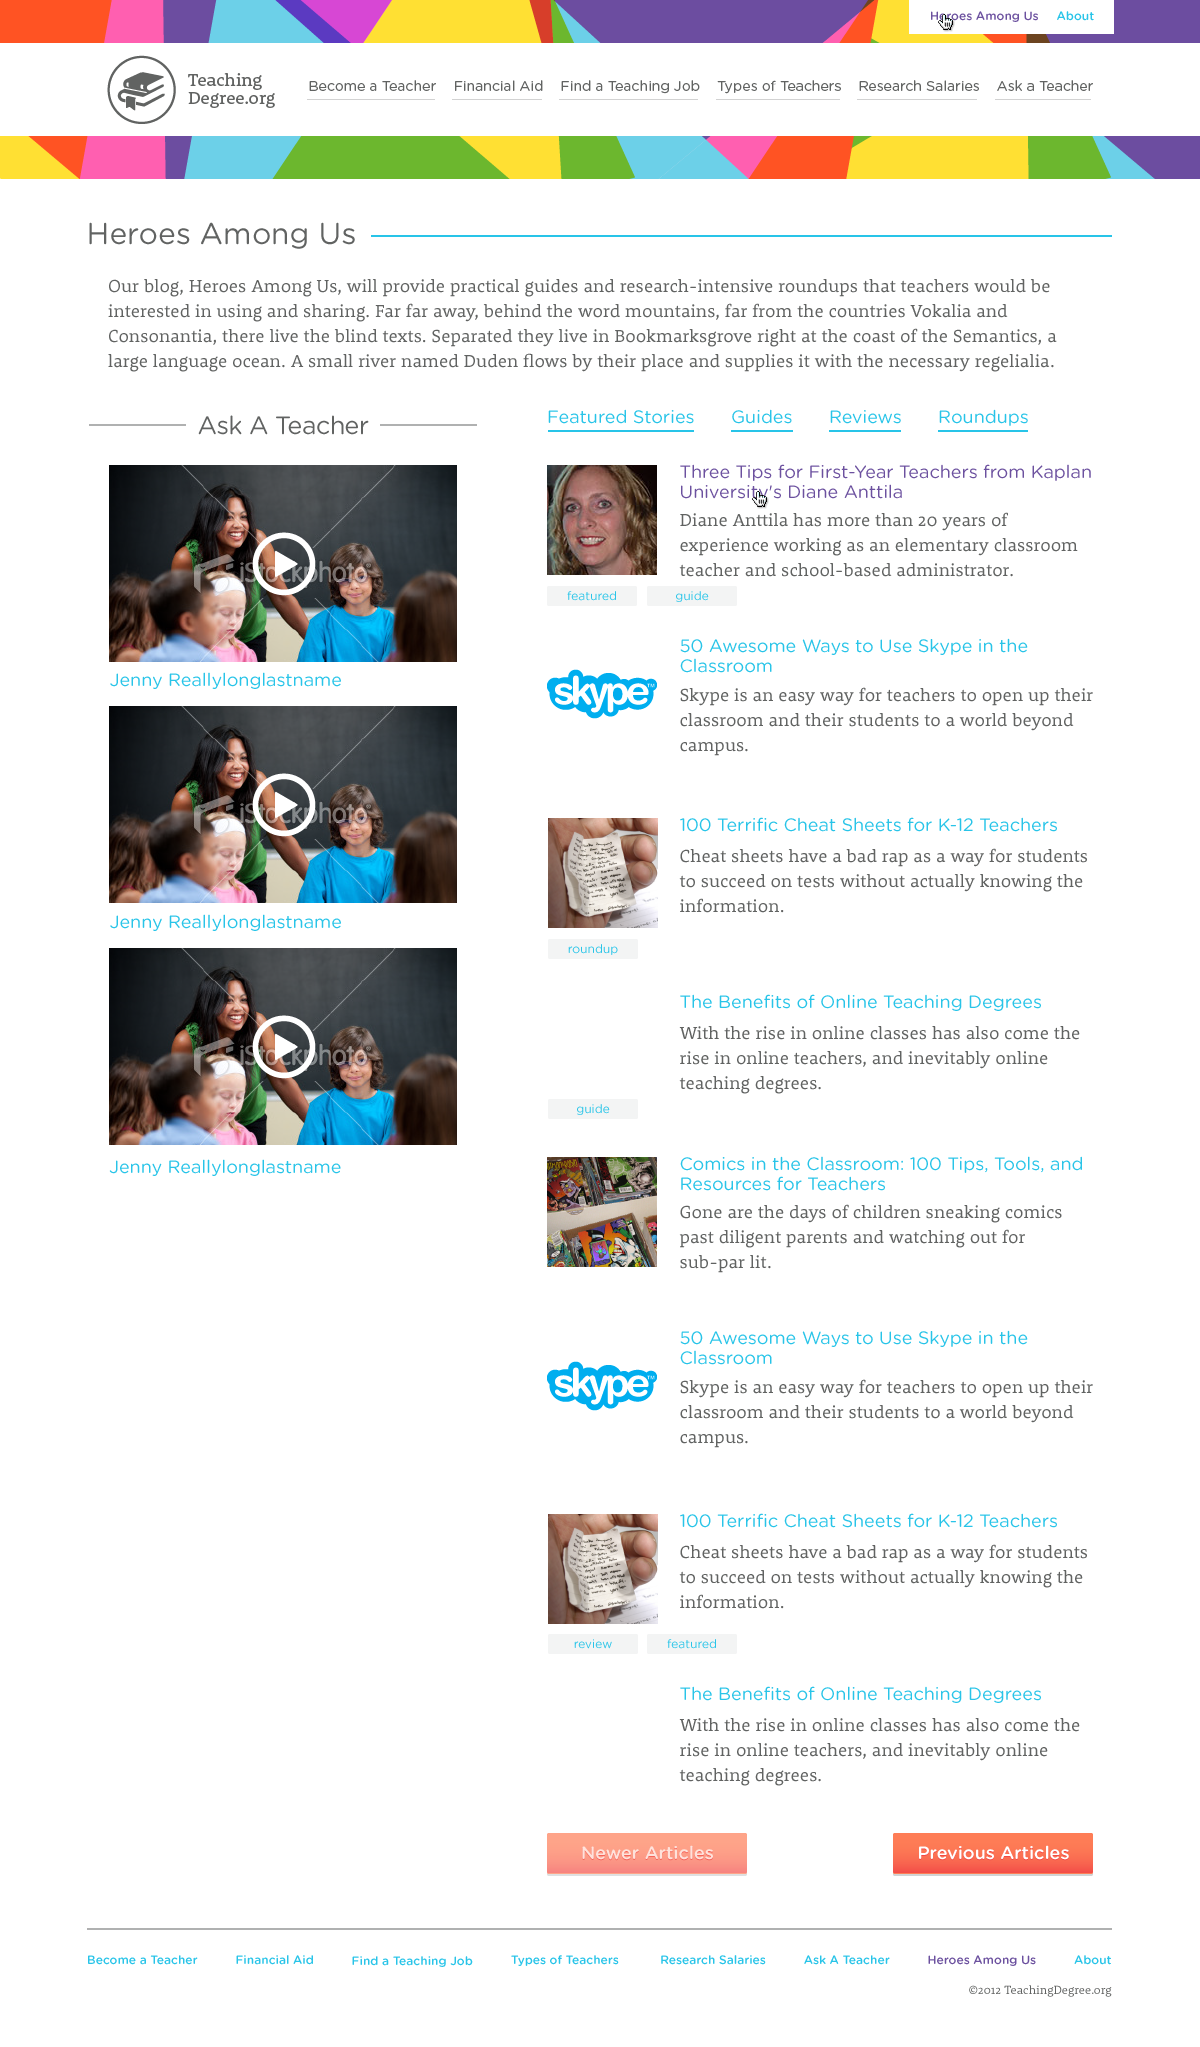 Heroes Among Us
About
Teaching
Degree.org
Become a Teacher
Financial Aid
Find a Teaching Job
Types of Teachers
Research Salaries
Ask a Teacher
Heroes Among Us
Our blog, Heroes Among Us, will provide practical guides and research-intensive roundups that teachers would be
interested in using and sharing. Far far away, behind the word mountains, far from the countries Vokalia and
Consonantia, there live the blind texts. Separated they live in Bookmarksgrove right at the coast of the Semantics, a
large language ocean. A small river named Duden flows by their place and supplies it with the necessary regelialia.
Ask A Teacher
iStockphoto
Jenny Reallylonglastname
iStockphoto
Jenny Reallylonglastname
iStockphoto
Jenny Reallylonglastname
Featured Stories
Guides
Reviews
Roundups
Three Tips for First-Year Teachers from Kaplan
University's Diane Anttila
Diane Anttila has more than 20 years of
experience working as an elementary classroom
teacher and school-based administrator.
featured
guide
skype™
50 Awesome Ways to Use Skype in the
Classroom
Skype is an easy way for teachers to open up their
classroom and their students to a world beyond
campus.
100 Terrific Cheat Sheets for K-12 Teachers
Cheat sheets have a bad rap as a way for students
to succeed on tests without actually knowing the
information.
roundup
The Benefits of Online Teaching Degrees
With the rise in online classes has also come the
rise in online teachers, and inevitably online
teaching degrees.
guide
Comics in the Classroom: 100 Tips, Tools, and
Resources for Teachers
Gone are the days of children sneaking comics
past diligent parents and watching out for
sub-par lit.
skype™
50 Awesome Ways to Use Skype in the
Classroom
Skype is an easy way for teachers to open up their
classroom and their students to a world beyond
campus.
100 Terrific Cheat Sheets for K-12 Teachers
Cheat sheets have a bad rap as a way for students
to succeed on tests without actually knowing the
information.
review
featured
The Benefits of Online Teaching Degrees
With the rise in online classes has also come the
rise in online teachers, and inevitably online
teaching degrees.
Newer Articles
Previous Articles
Become a Teacher
Financial Aid
Find a Teaching Job
Types of Teachers
Research Salaries
Ask A Teacher
Heroes Among Us
About
©2012 TeachingDegree.org